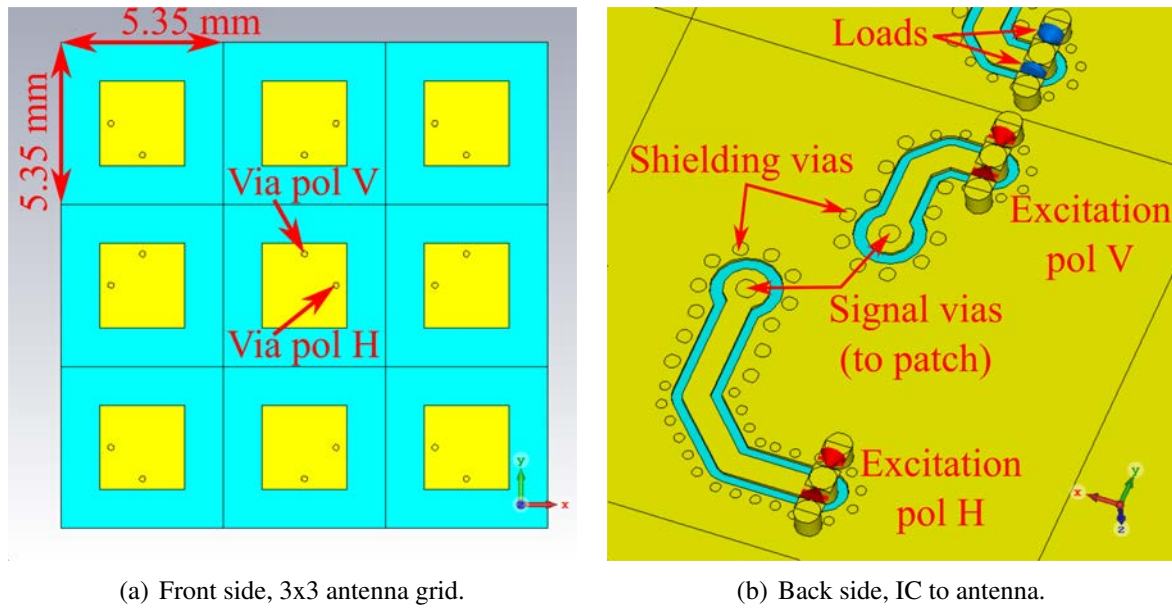 5.35 mm
5.35 mm
Via pol V
Via pol H
y
x
(a) Front side, 3x3 antenna grid.
Loads
Shielding vias
Excitation
pol V
Signal vias
(to patch)
Excitation
pol H
x
y
z
(b) Back side, IC to antenna.